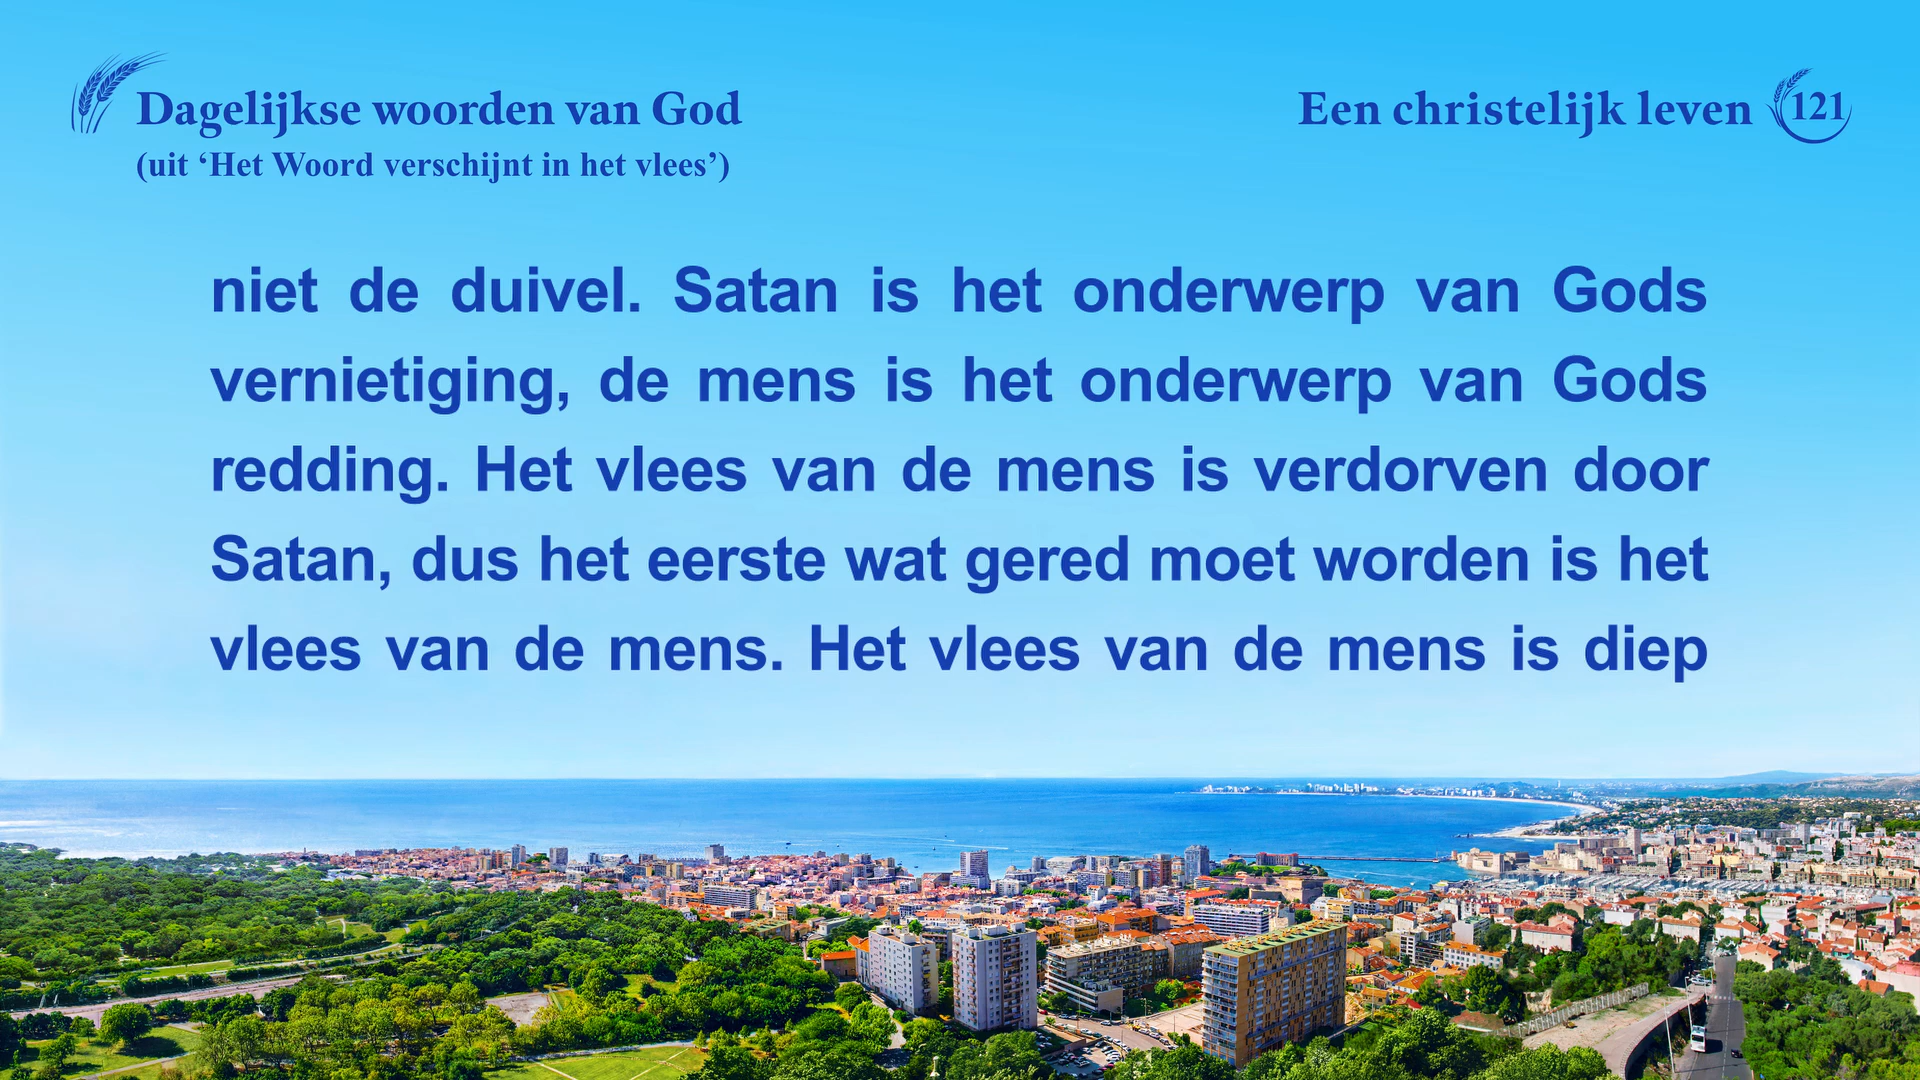 Dagelijkse woorden van God
(uit ‘Het Woord verschijnt in het vlees’)
Een christelijk leven 121
niet de duivel. Satan is het onderwerp van Gods
vernietiging, de mens is het onderwerp van Gods
redding. Het vlees van de mens is verdorven door
Satan, dus het eerste wat gered moet worden is het
vlees van de mens. Het vlees van de mens is diep